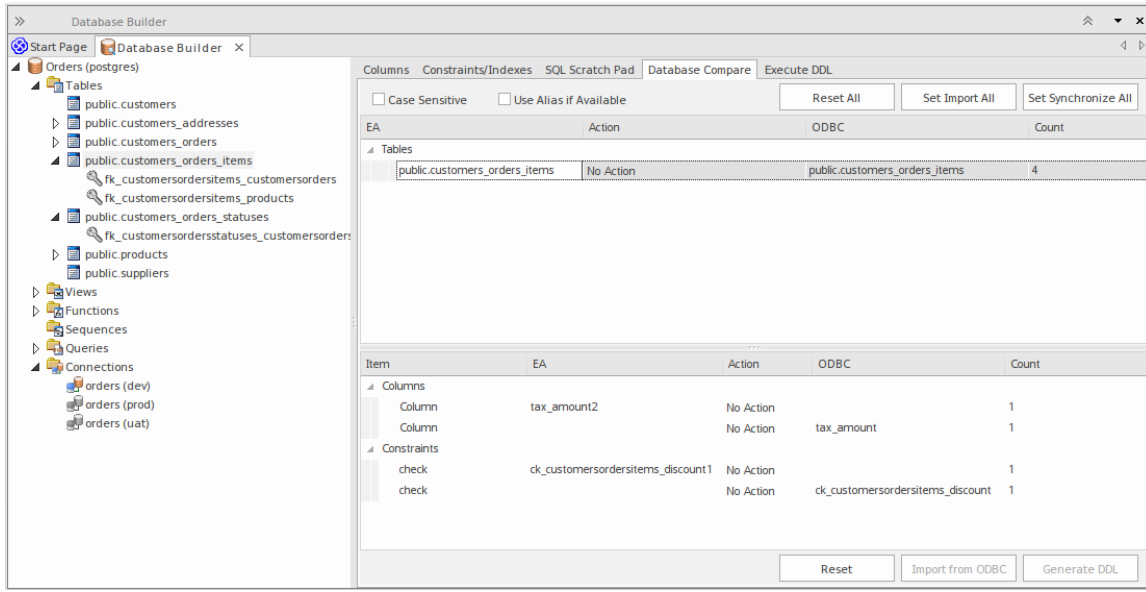 Database Builder
Start Page Database Builder
Orders (postgres)
Tables
public.customers
public.customers_addresses
public.customers_orders
public.customers_orders_items
fk_customersordersitems_customersorders
fk_customersordersitems_products
public.customers_orders_statuses
fk_customersordersstatuses_customersorders
public.products
public.suppliers
Views
Functions
Sequences
Queries
Connections
orders (dev)
orders (prod)
orders (uat)
Columns Constraints/Indexes SQL Scratch Pad Database Compare Execute DDL
Case Sensitive Use Alias if Available Reset All Set Import All Set Synchronize All
EA Action ODBC Count
Tables
public.customers_orders_items No Action public.customers_orders_items 4
Item EA Action ODBC Count
Columns
Column tax_amount2 No Action 1
Column No Action tax_amount 1
Constraints
check ck_customersordersitems_discount1 No Action 1
check No Action ck_customersordersitems_discount 1
Reset Import from ODBC Generate DDL